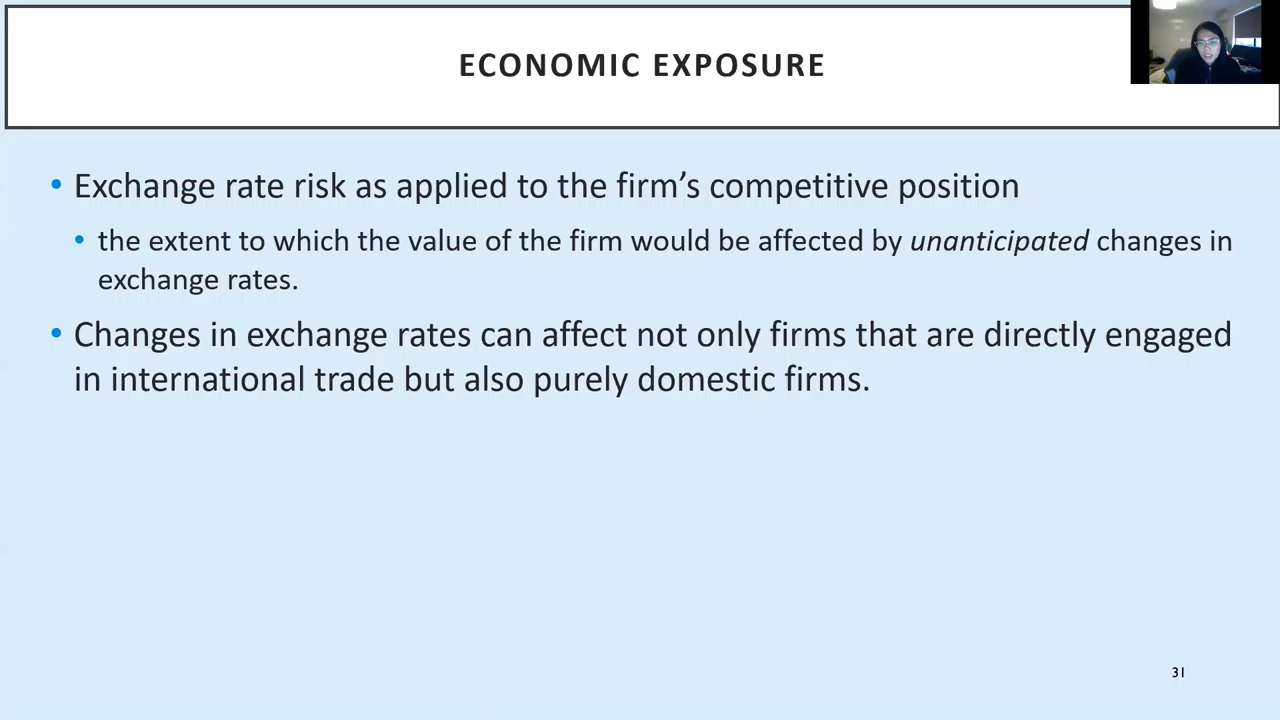 ECONOMIC EXPOSURE
• Exchange rate risk as applied to the firm’s competitive position
• the extent to which the value of the firm would be affected by unanticipated changes in
exchange rates.
• Changes in exchange rates can affect not only firms that are directly engaged
in international trade but also purely domestic firms.
31